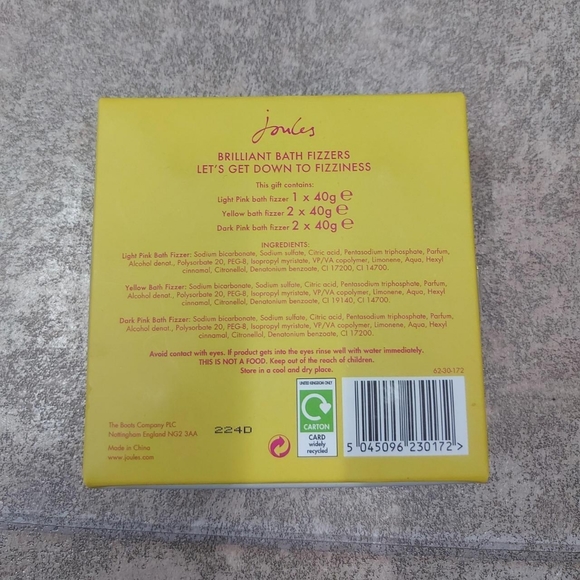 Joules
BRILLIANT BATH FIZZERS
LET'S GET DOWN TO FIZZINESS
This gift contains:
Light Pink bath fizzer 1 x 40g ℮
Yellow bath fizzer 2 x 40g ℮
Dark Pink bath fizzer 2 x 40g ℮
INGREDIENTS:
Light Pink Bath Fizzer: Sodium bicarbonate, Sodium sulfate, Citric acid, Pentasodium triphosphate, Parfum,
Alcohol denat., Polysorbate 20, PEG-8, Isopropyl myristate, VP/VA copolymer, Limonene, Aqua, Hexyl
cinnamal, Citronellol, Denatonium benzoate, CI 17200, CI 14700.
Yellow Bath Fizzer: Sodium bicarbonate, Sodium sulfate, Citric acid, Pentasodium triphosphate, Parfum,
Alcohol denat., Polysorbate 20, PEG-8, Isopropyl myristate, VP/VA copolymer, Limonene, Aqua, Hexyl
cinnamal, Citronellol, Denatonium benzoate, CI 19140, CI 14700.
Dark Pink Bath Fizzer: Sodium bicarbonate, Sodium sulfate, Citric acid, Pentasodium triphosphate, Parfum,
Alcohol denat., Polysorbate 20, PEG-8, Isopropyl myristate, VP/VA copolymer, Limonene, Aqua, Hexyl
cinnamal, Citronellol, Denatonium benzoate, CI 17200.
Avoid contact with eyes. If product gets into the eyes rinse well with water immediately.
THIS IS NOT A FOOD. Keep out of the reach of children.
Store in a cool and dry place.
62-30-172
UNITED KINGDOM ONLY
CARTON
CARD
widely
recycled
The Boots Company PLC
Nottingham England NG2 3AA
224D
Made in China
www.joules.com
5 045096 230172 >